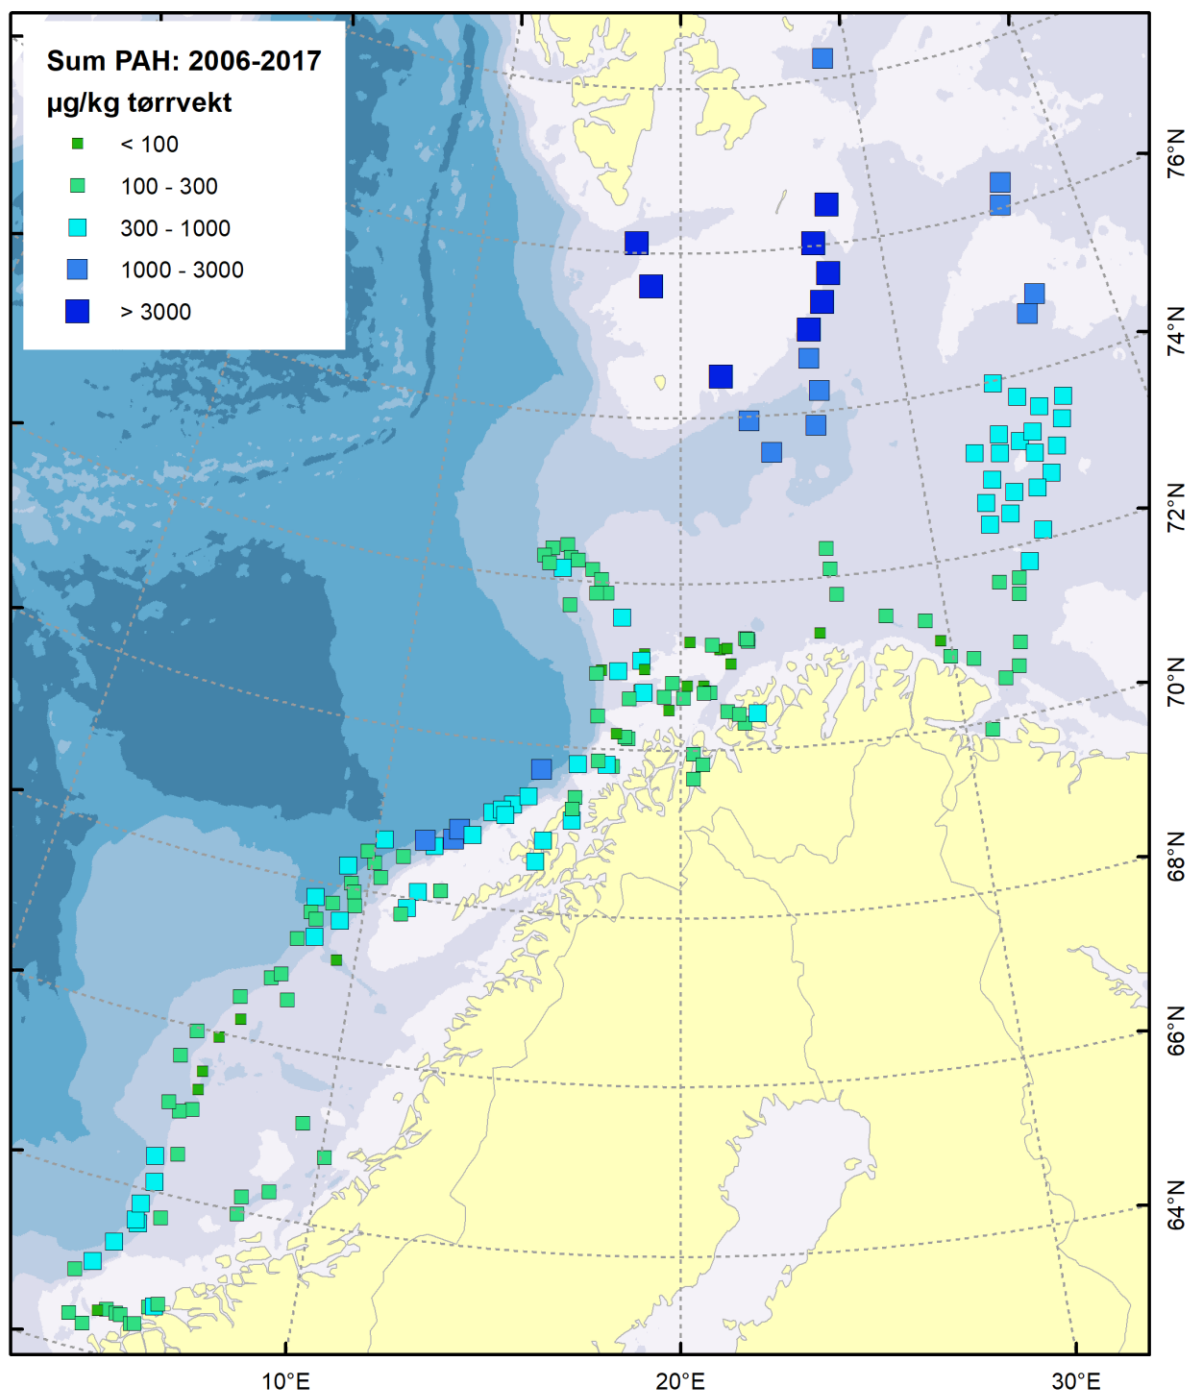 Sum PAH: 2006-2017
µg/kg tørrvekt
< 100
100 - 300
300 - 1000
1000 - 3000
> 3000
76°N
74°N
72°N
70°N
68°N
66°N
64°N
10°E
20°E
30°E